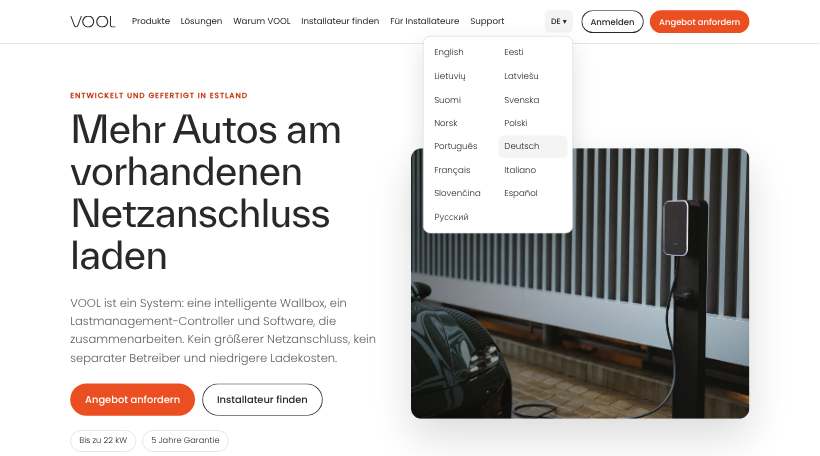 VOOL
Produkte
Lösungen
Warum VOOL
Installateur finden
Für Installateure
Support
DE ▾
Anmelden
Angebot anfordern
English
Eesti
Lietuvių
Latviešu
Suomi
Svenska
Norsk
Polski
Português
Deutsch
Français
Italiano
Slovenčina
Español
Русский
ENTWICKELT UND GEFERTIGT IN ESTLAND
Mehr Autos am
vorhandenen
Netzanschluss
laden
VOOL ist ein System: eine intelligente Wallbox, ein
Lastmanagement-Controller und Software, die
zusammenarbeiten. Kein größerer Netzanschluss, kein
separater Betreiber und niedrigere Ladekosten.
Angebot anfordern
Installateur finden
Bis zu 22 kW
5 Jahre Garantie